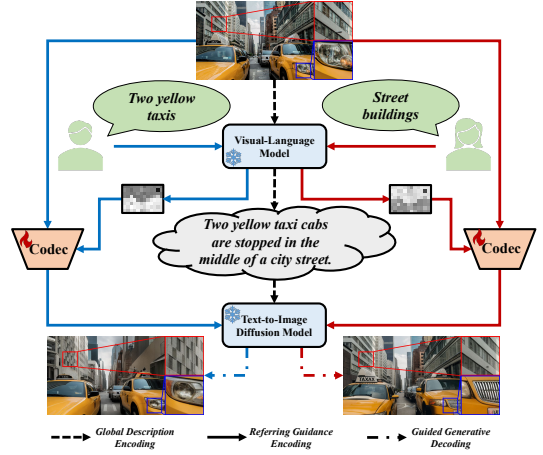 Two yellow
taxis
Street
buildings
Visual-Language
Model
Two yellow taxi cabs
are stopped in the
middle of a city street.
Codec
Codec
Text-to-Image
Diffusion Model
TAXAX
Global Description
Encoding
Referring Guidance
Encoding
Guided Generative
Decoding